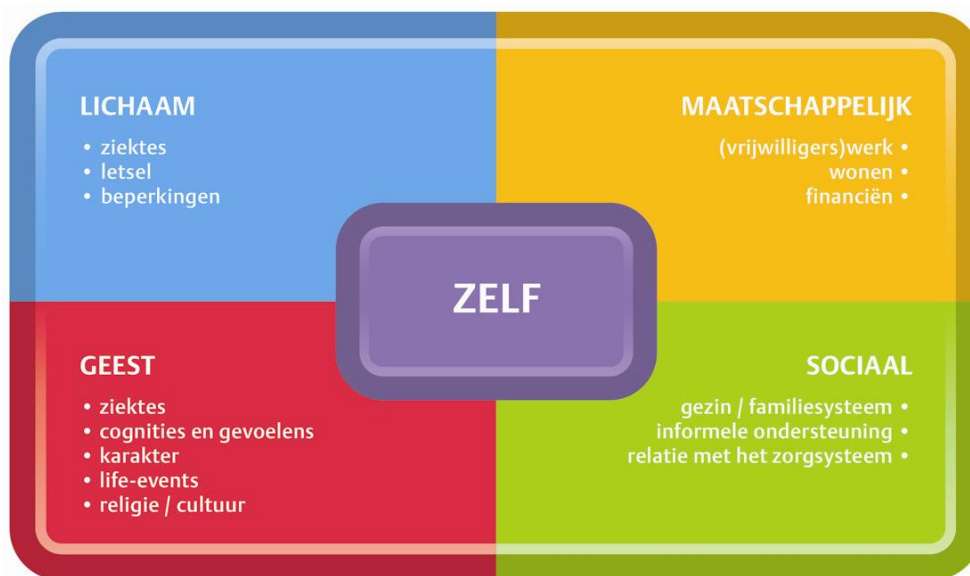 LICHAAM
• ziektes
• letsel
• beperkingen
MAATSCHAPPELIJK
(vrijwilligers)werk •
wonen •
financiën •
ZELF
GEEST
• ziektes
• cognities en gevoelens
• karakter
• life-events
• religie / cultuur
SOCIAAL
gezin / familiesysteem •
informele ondersteuning •
relatie met het zorgsysteem •